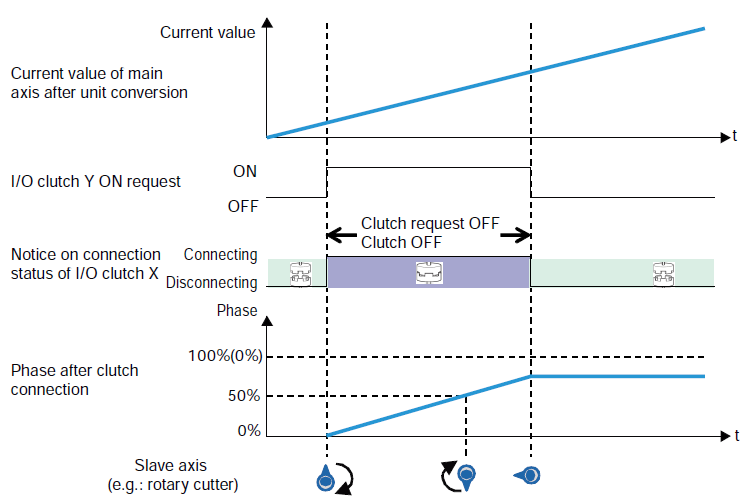 Current value
Current value of main
axis after unit conversion
t
I/O clutch Y ON request
ON
OFF
Clutch request OFF
Clutch OFF
Notice on connection
status of I/O clutch X
Connecting
Disconnecting
Phase
100%(0%)
Phase after clutch
connection
50%
0%
t
Slave axis
(e.g.: rotary cutter)